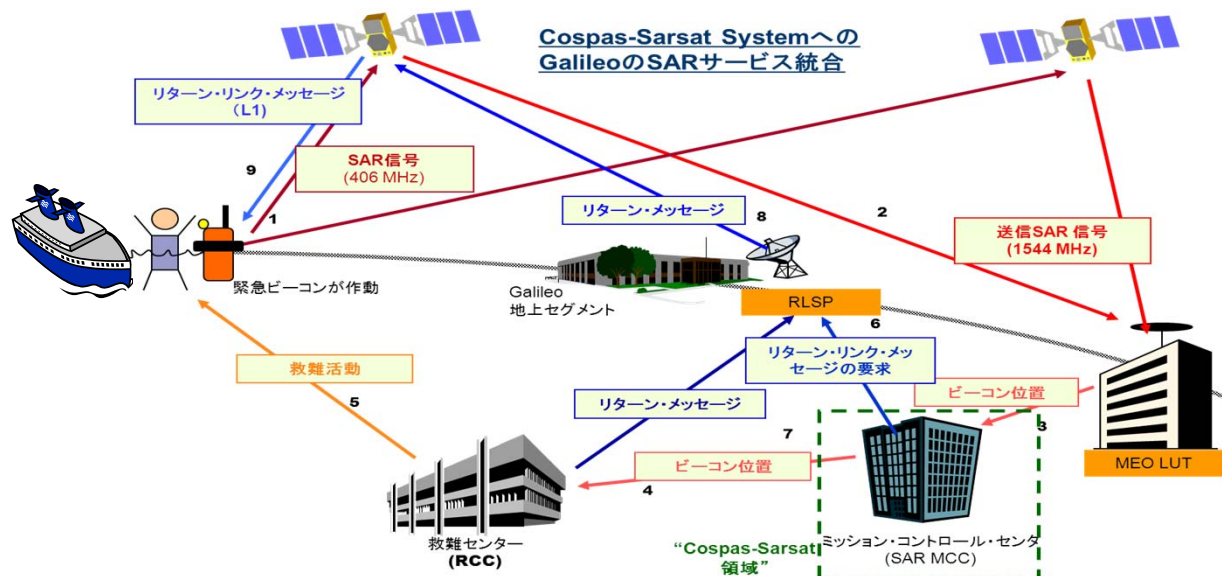 Cospas-Sarsat Systemへの
GalileoのSARサービス統合
リターン・リンク・メッセージ
(L1)
9
SAR信号
(406 MHz)
1
リターン・メッセージ
8
2
送信SAR 信号
(1544 MHz)
緊急ビーコンが作動
Galileo
地上セグメント
RLSP
6
救難活動
5
リターン・リンク・メッ
セージの要求
リターン・メッセージ
ビーコン位置
3
7
ビーコン位置
4
MEO LUT
救難センター
(RCC)
“Cospas-Sarsat
領域”
ミッション・コントロール・センタ
(SAR MCC)